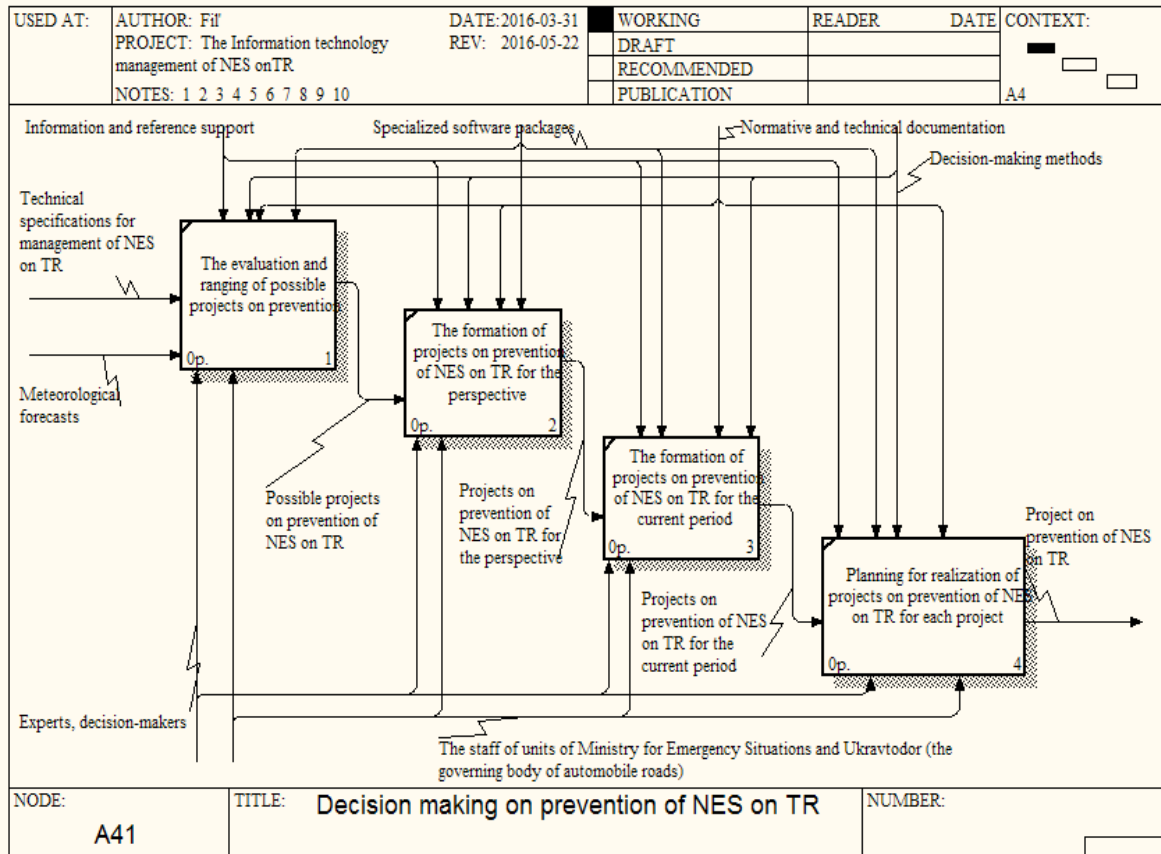 USED AT:
AUTHOR: Fil'
DATE:2016-03-31
PROJECT: The Information technology
management of NES onTR
REV: 2016-05-22
NOTES: 1 2 3 4 5 6 7 8 9 10
WORKING
DRAFT
RECOMMENDED
PUBLICATION
READER
DATE
CONTEXT:
A4
Information and reference support
Specialized software packages
Normative and technical documentation
Decision-making methods
Technical
specifications for
management of NES
on TR
The evaluation and
ranging of possible
projects on prevention
0p.
1
Meteorological
forecasts
The formation of
projects on prevention
of NES on TR for the
perspective
0p.
2
Possible projects
on prevention of
NES on TR
The formation of
projects on prevention
of NES on TR for the
current period
0p.
3
Projects on
prevention of
NES on TR for
the perspective
Project on
prevention of NES
on TR
Planning for realization of
projects on prevention of NES
on TR for each project
0p.
4
Projects on
prevention of NES
on TR for the
current period
Experts, decision-makers
The staff of units of Ministry for Emergency Situations and Ukravtodor (the
governing body of automobile roads)
NODE:
A41
TITLE:
Decision making on prevention of NES on TR
NUMBER: